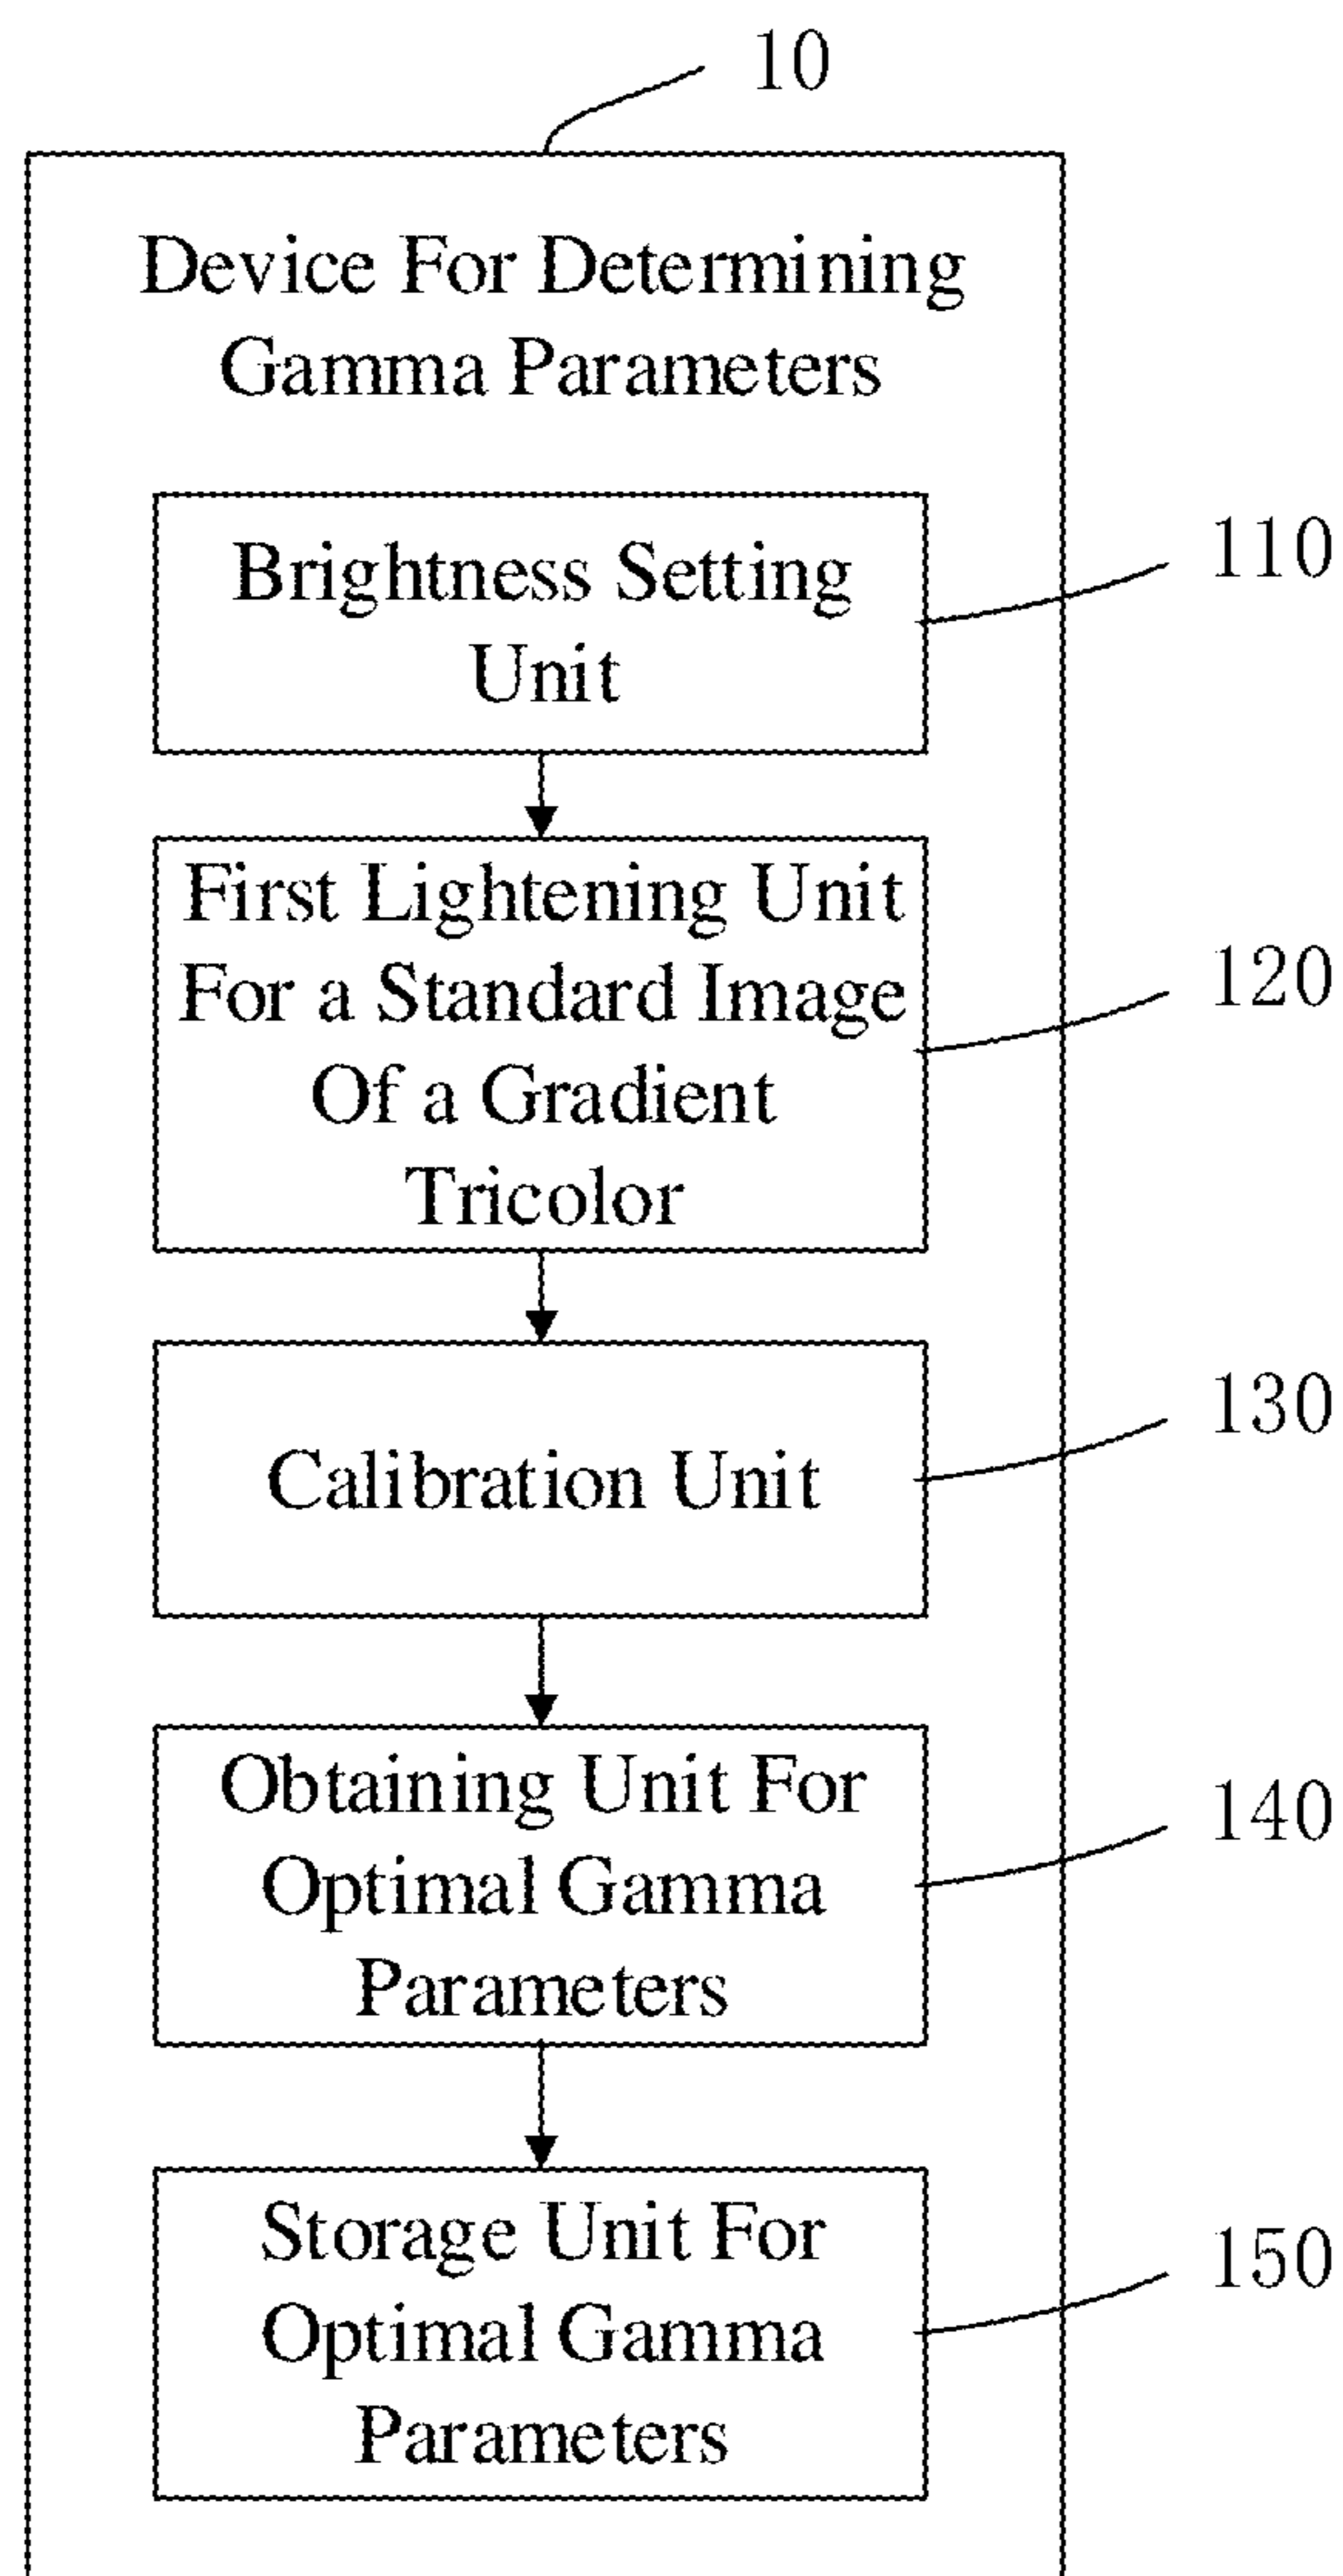 10
Device For Determining
Gamma Parameters
Brightness Setting
Unit
110
First Lightening Unit
For a Standard Image
Of a Gradient
Tricolor
120
Calibration Unit
130
Obtaining Unit For
Optimal Gamma
Parameters
140
Storage Unit For
Optimal Gamma
Parameters
150